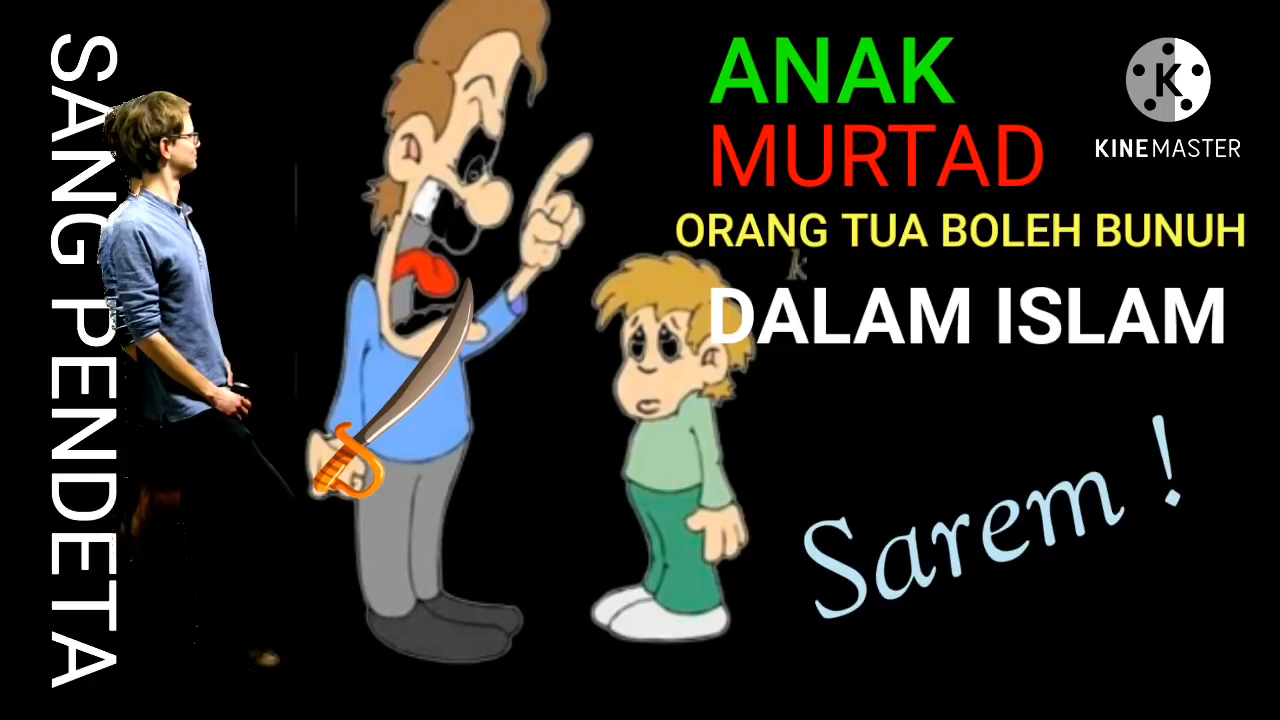 SANG PENDETA
ANAK
MURTAD
ORANG TUA BOLEH BUNUH
DALAM ISLAM
Sarem !
K
KINEMASTER
k